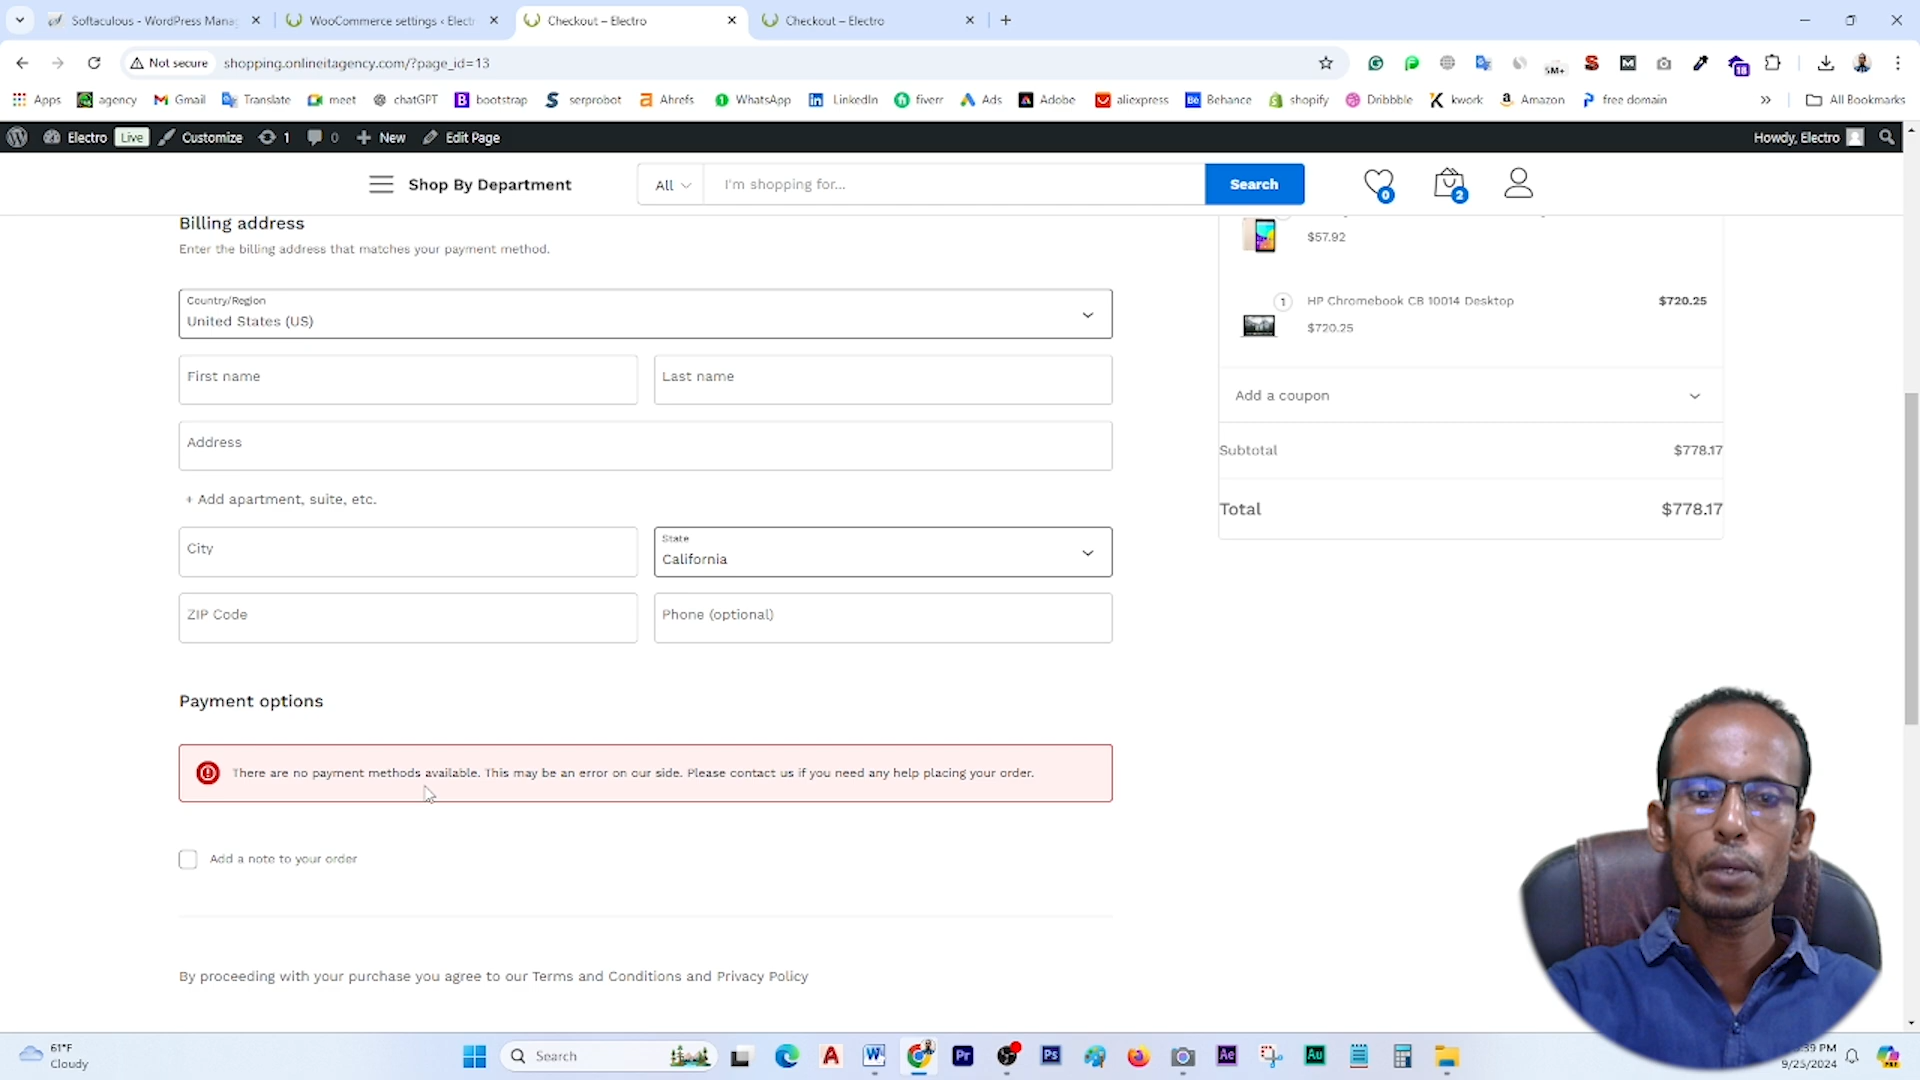 Softaculous - WordPress Mana
WooCommerce settings ‹ Elect
Checkout – Electro
Checkout – Electro
Not secure
shopping.onlineitagency.com/?page_id=13
5M+
18
Apps
agency
Gmail
Translate
meet
chatGPT
bootstrap
serprobot
Ahrefs
WhatsApp
LinkedIn
fiverr
Ads
Adobe
aliexpress
Behance
shopify
Dribbble
kwork
Amazon
free domain
All Bookmarks
Electro
Live
Customize
1
0
New
Edit Page
Howdy, Electro
Shop By Department
All
I'm shopping for...
Search
0
2
Billing address
Enter the billing address that matches your payment method.
Country/Region
United States (US)
First name
Last name
Address
+ Add apartment, suite, etc.
City
State
California
ZIP Code
Phone (optional)
Payment options
There are no payment methods available. This may be an error on our side. Please contact us if you need any help placing your order.
Add a note to your order
By proceeding with your purchase you agree to our Terms and Conditions and Privacy Policy
$57.92
1
HP Chromebook CB 10014 Desktop
$720.25
$720.25
Add a coupon
Subtotal
$778.17
Total
$778.17
61°F
Cloudy
Search
:39 PM
9/25/2024